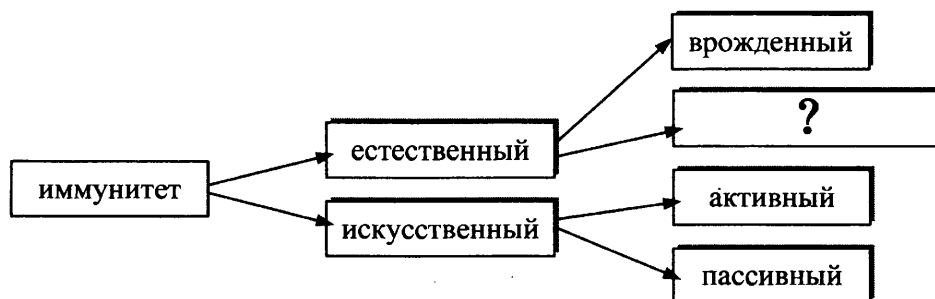 врожденный
?
естественный
иммунитет
активный
искусственный
пассивный